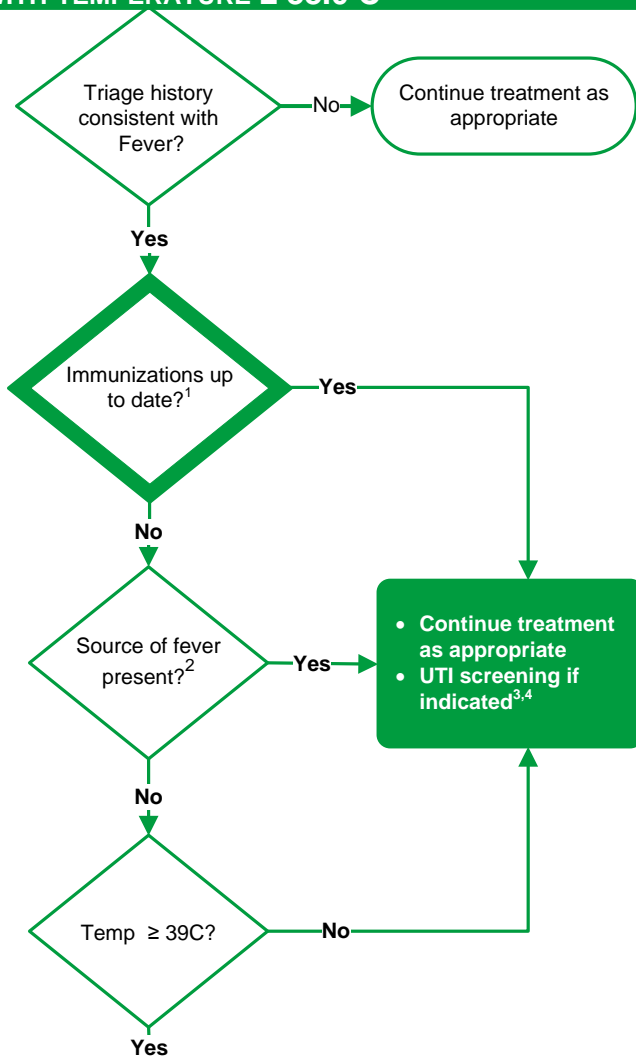 Triage history
consistent with
Fever?
No
Continue treatment as
appropriate
Yes
Immunizations up
to date?1
Yes
No
Source of fever
present?2
Yes
• Continue treatment
as appropriate
• UTI screening if
indicated3,4
No
Temp ≥ 39C?
No
Yes